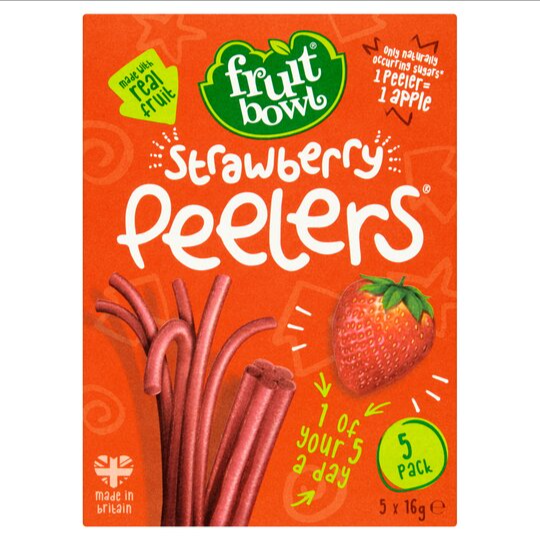 made with
real
fruit
fruit®
bowl
only naturally
occurring sugars*
1 peeler=
1 apple
strawberry
peelers®
1 of
your 5
a day
5
pack
made in
britain
5 x 16g ℮